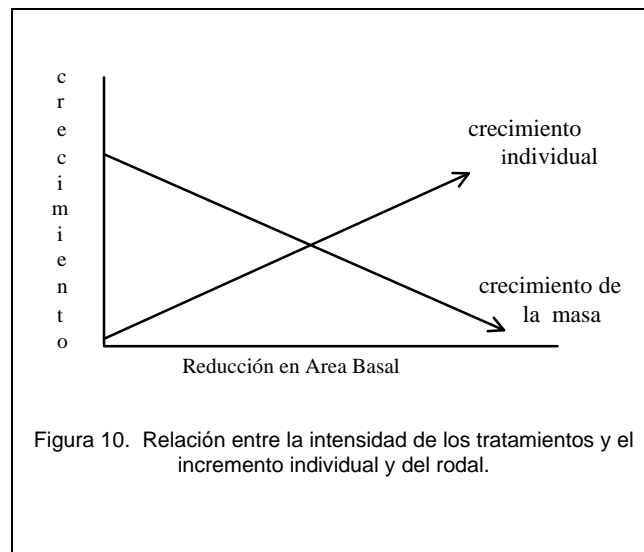 crecimiento
crecimiento
individual
crecimiento de
la masa
Reducción en Area Basal
Figura 10. Relación entre la intensidad de los tratamientos y el
incremento individual y del rodal.